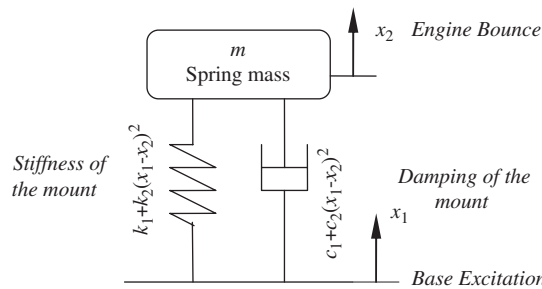 x₂ Engine Bounce
m
Spring mass
Stiffness of
the mount
k₁+k₂(x₁-x₂)²
c₁+c₂(x₁-x₂)²
Damping of the
mount
x₁
Base Excitation